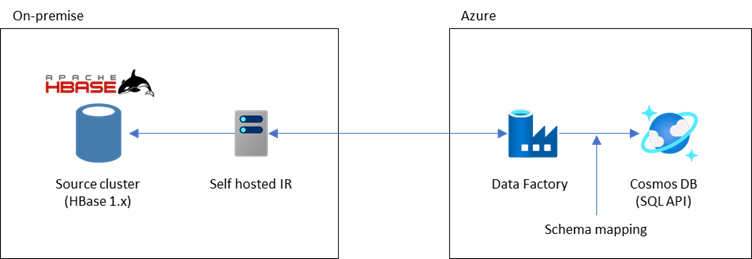 On-premise
Azure
APACHE
HBASE
Source cluster
(HBase 1.x)
Self hosted IR
Data Factory
Cosmos DB
(SQL API)
Schema mapping